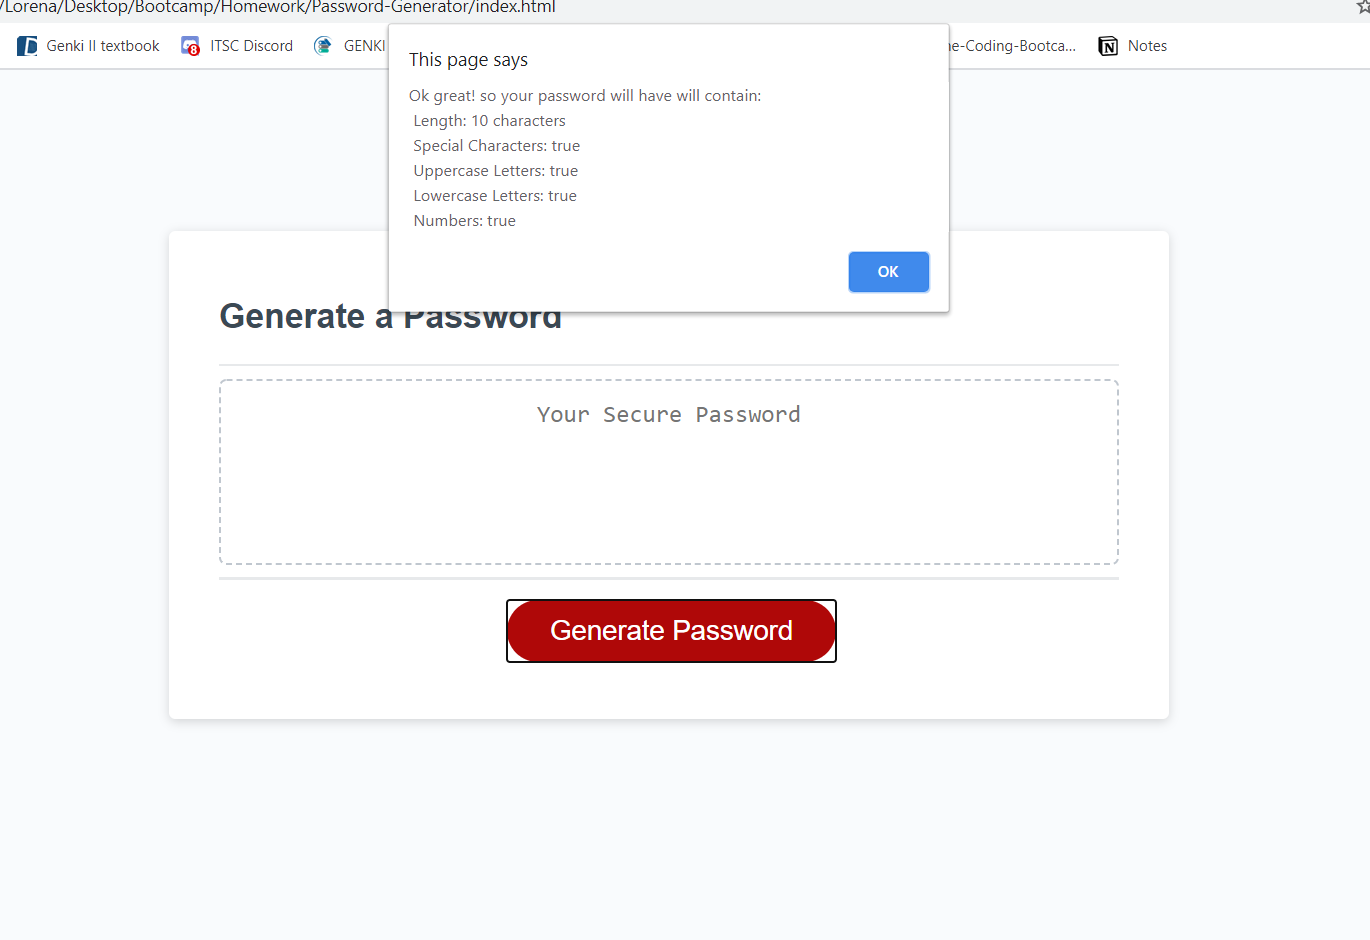 /Lorena/Desktop/Bootcamp/Homework/Password-Generator/index.html
Genki II textbook 8 ITSC Discord GENKI ne-Coding-Bootca... N Notes
This page says
Ok great! so your password will have will contain:
Length: 10 characters
Special Characters: true
Uppercase Letters: true
Lowercase Letters: true
Numbers: true
OK
Generate a Password
Your Secure Password
Generate Password